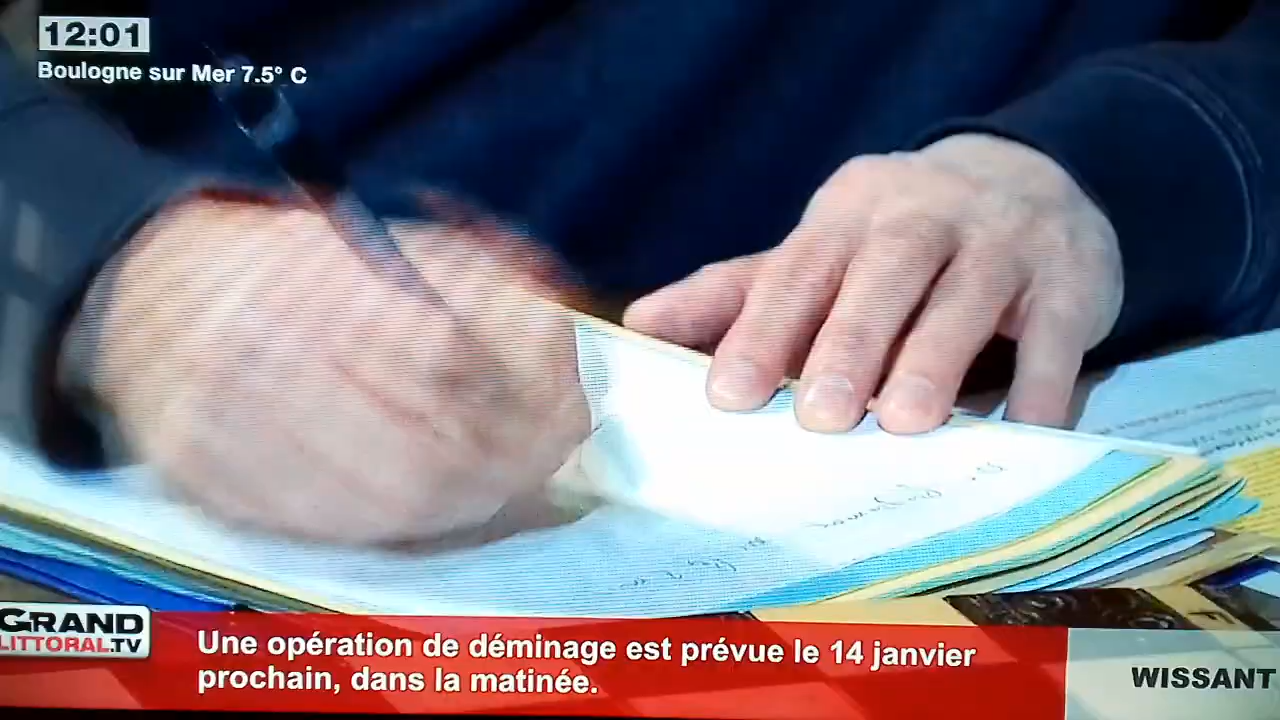 12:01
Boulogne sur Mer 7.5° C
GRAND
LITTORAL.TV
Une opération de déminage est prévue le 14 janvier
prochain, dans la matinée.
WISSANT